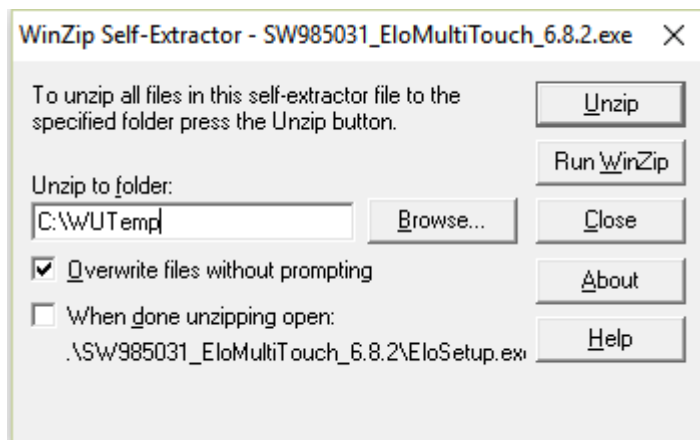 WinZip Self-Extractor - SW985031_EloMultiTouch_6.8.2.exe
To unzip all files in this self-extractor file to the
specified folder press the Unzip button.
Unzip to folder:
C:\WUTemp
Browse...
Overwrite files without prompting
When done unzipping open:
.\SW985031_EloMultiTouch_6.8.2\EloSetup.exe
Unzip
Run WinZip
Close
About
Help